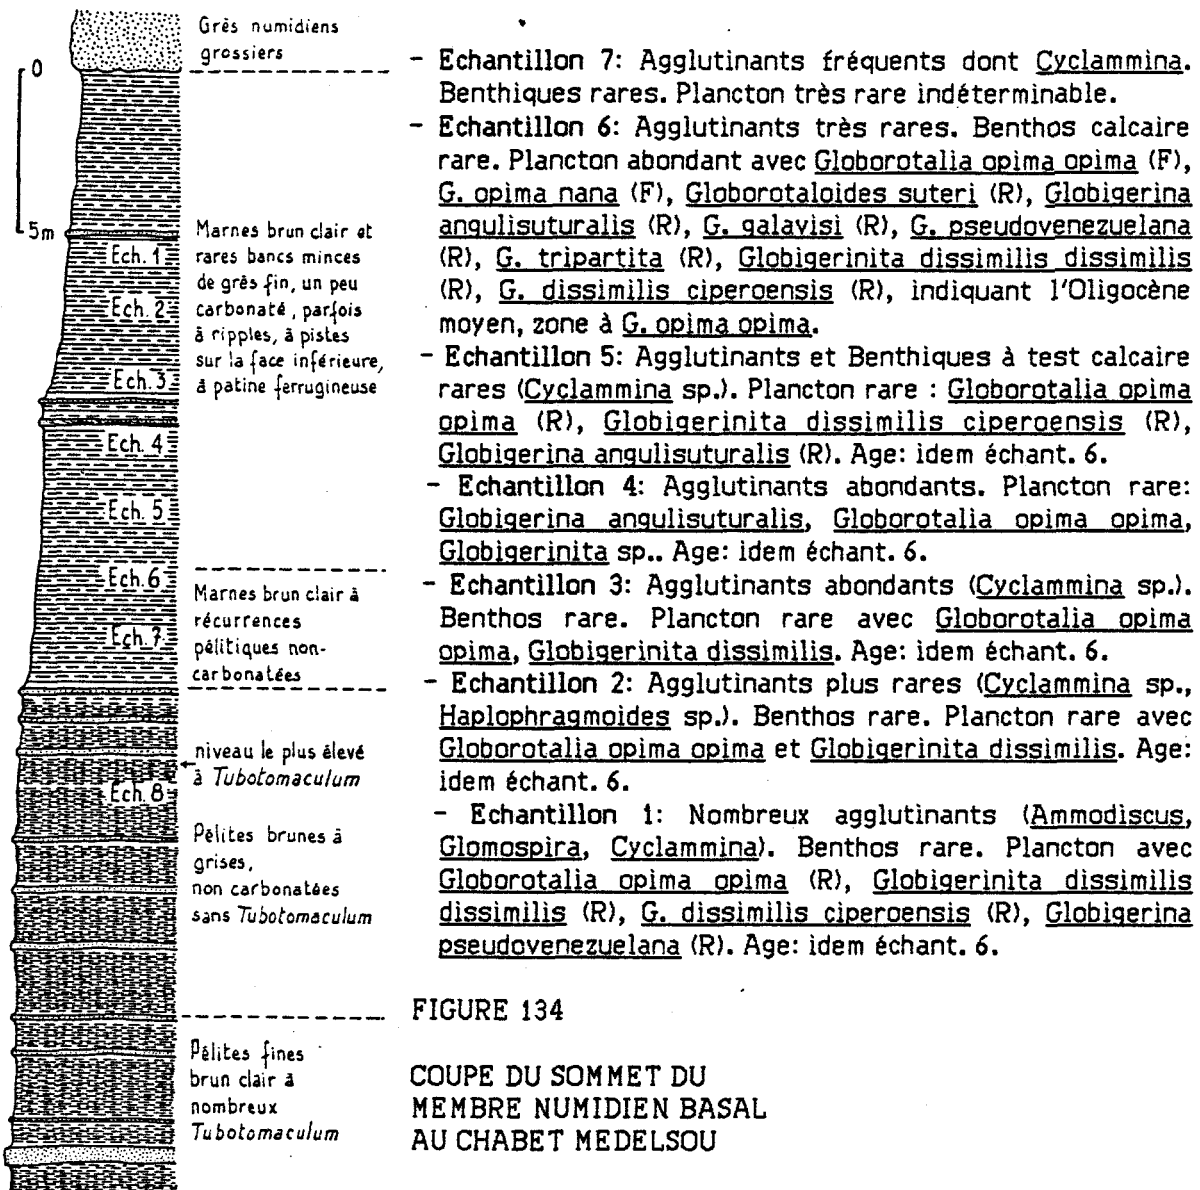 Grès numidiens
grossiers
0
5m
Ech. 1
Ech. 2
Ech. 3
Ech. 4
Ech. 5
Ech. 6
Ech. 7
Ech. 8
Marnes brun clair et
rares bancs minces
de grès fin, un peu
carbonaté, parfois
à ripples, à pistes
sur la face inférieure,
à patine ferrugineuse
Marnes brun clair à
récurrences
pélitiques non-
carbonatées
niveau le plus élevé
à Tubotomaculum
Pélites brunes à
grises,
non carbonatées
sans Tubotomaculum
Pélites fines
brun clair à
nombreux
Tubotomaculum
- Echantillon 7: Agglutinants fréquents dont Cyclammina.
Benthiques rares. Plancton très rare indéterminable.
- Echantillon 6: Agglutinants très rares. Benthos calcaire
rare. Plancton abondant avec Globorotalia opima opima (F),
G. opima nana (F), Globorotaloides suteri (R), Globigerina
angulisuturalis (R), G. galavisi (R), G. pseudovenezuelana
(R), G. tripartita (R), Globigerinita dissimilis dissimilis
(R), G. dissimilis ciperoensis (R), indiquant l'Oligocène
moyen, zone à G. opima opima.
- Echantillon 5: Agglutinants et Benthiques à test calcaire
rares (Cyclammina sp.). Plancton rare : Globorotalia opima
opima (R), Globigerinita dissimilis ciperoensis (R),
Globigerina angulisuturalis (R). Age: idem échant. 6.
- Echantillon 4: Agglutinants abondants. Plancton rare:
Globigerina angulisuturalis, Globorotalia opima opima,
Globigerinita sp.. Age: idem échant. 6.
- Echantillon 3: Agglutinants abondants (Cyclammina sp.).
Benthos rare. Plancton rare avec Globorotalia opima
opima, Globigerinita dissimilis. Age: idem échant. 6.
- Echantillon 2: Agglutinants plus rares (Cyclammina sp.,
Haplophragmoides sp.). Benthos rare. Plancton rare avec
Globorotalia opima opima et Globigerinita dissimilis. Age:
idem échant. 6.
- Echantillon 1: Nombreux agglutinants (Ammodiscus,
Glomospira, Cyclammina). Benthos rare. Plancton avec
Globorotalia opima opima (R), Globigerinita dissimilis
dissimilis (R), G. dissimilis ciperoensis (R), Globigerina
pseudovenezuelana (R). Age: idem échant. 6.
FIGURE 134
COUPE DU SOMMET DU
MEMBRE NUMIDIEN BASAL
AU CHABET MEDELSOU